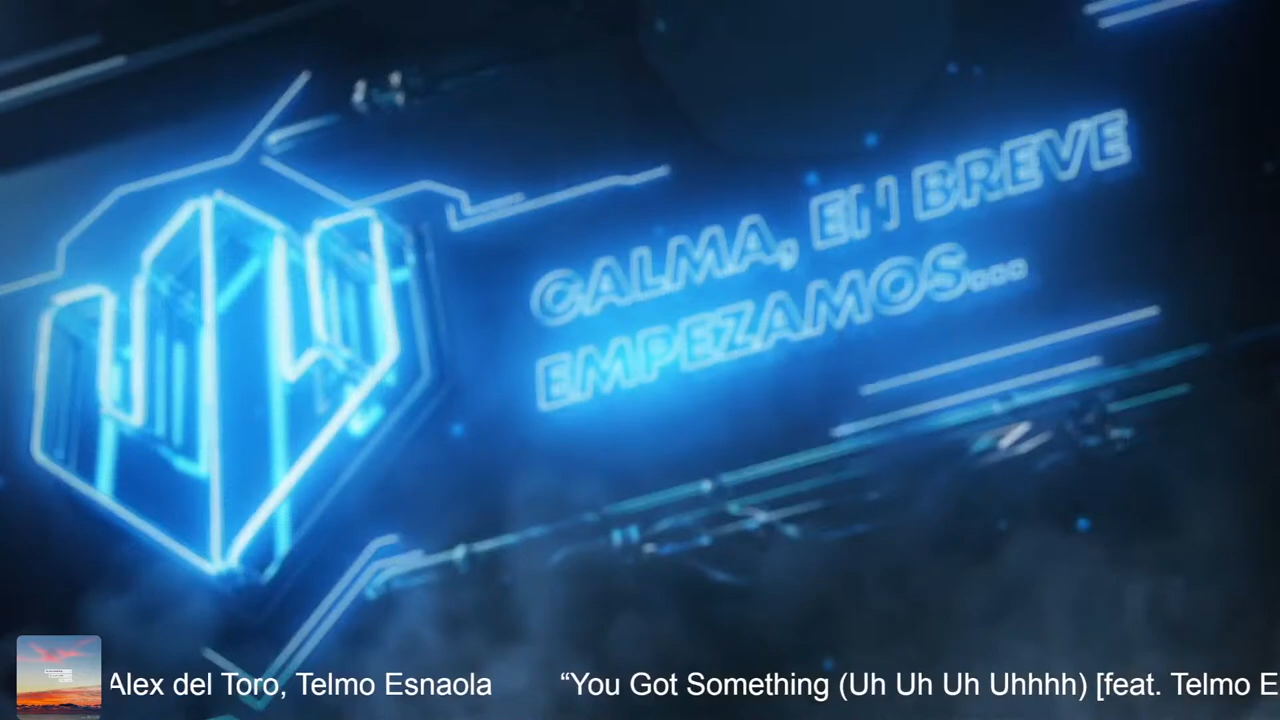 CALMA, EN BREVE
EMPEZAMOS...
Alex del Toro, Telmo Esnaola “You Got Something (Uh Uh Uh Uhhhh) [feat. Telmo E